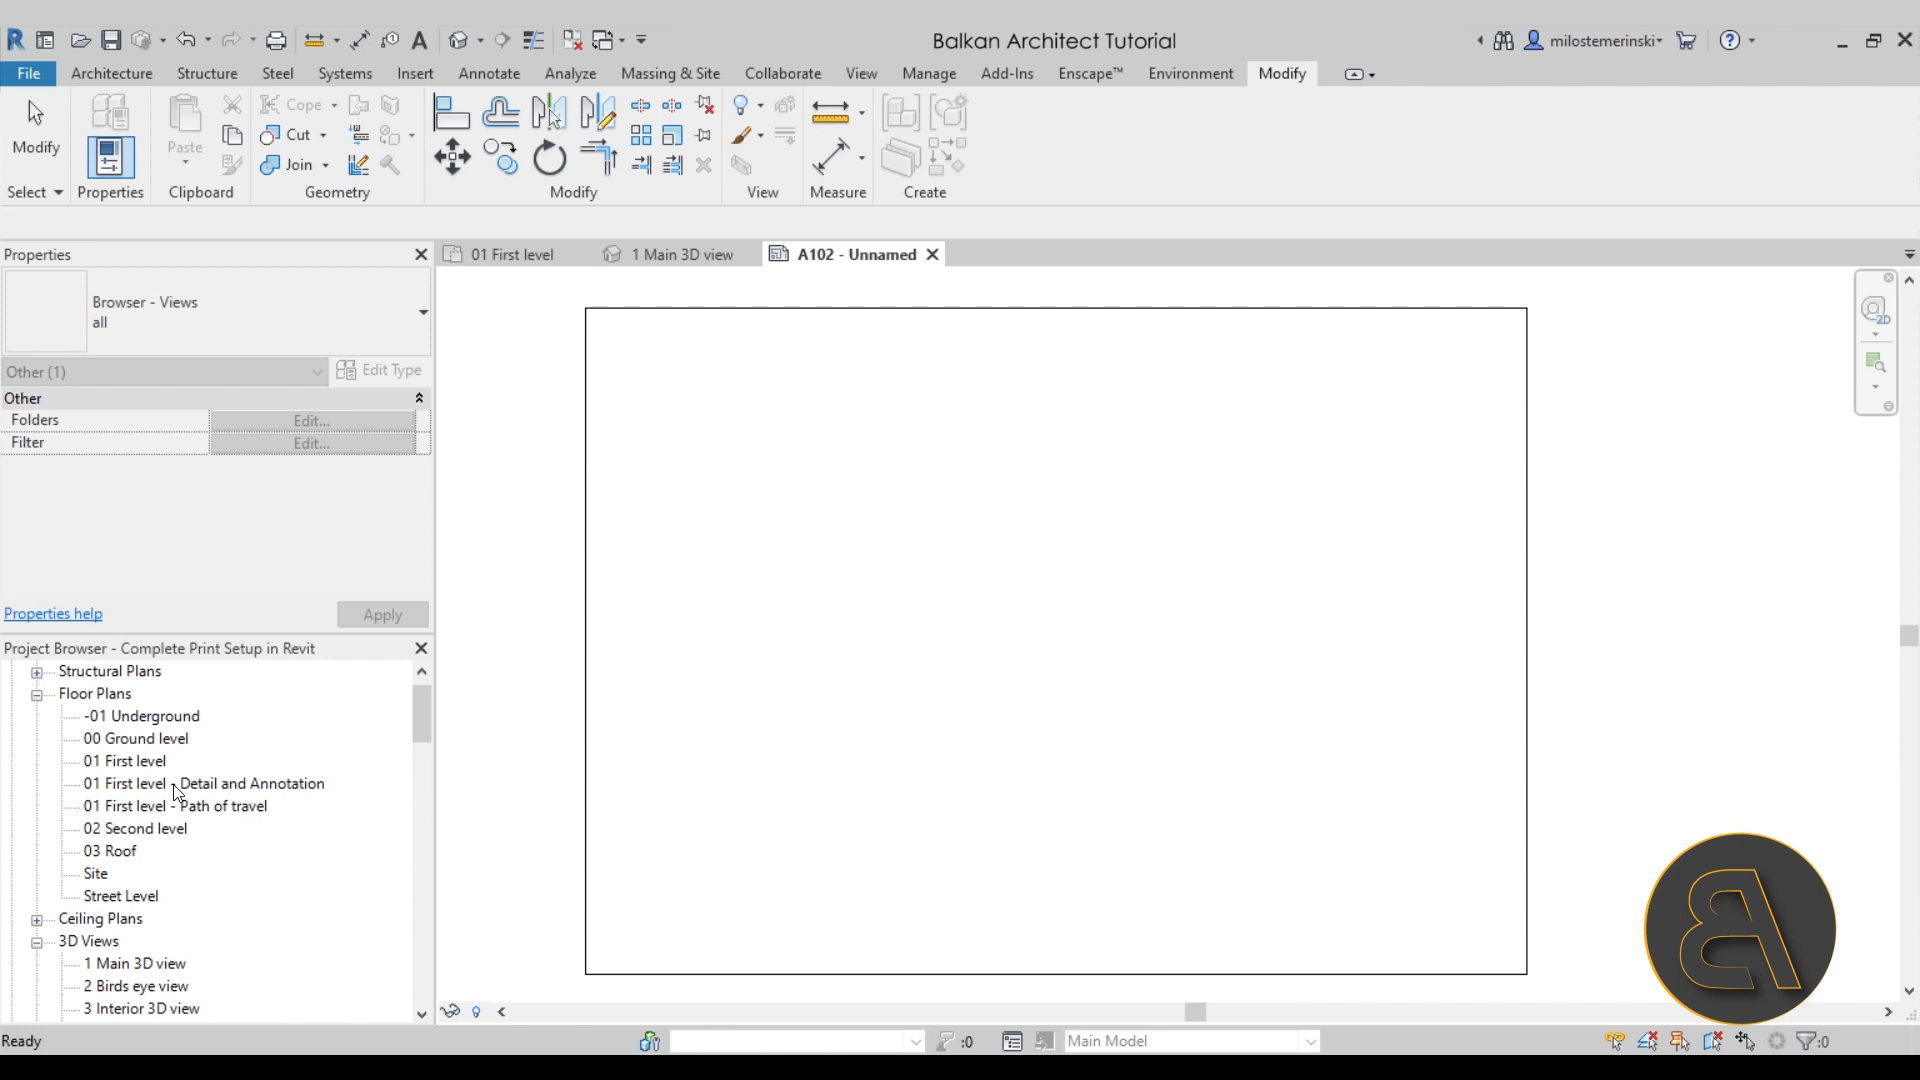 Balkan Architect Tutorial
milostemerinski
File Architecture Structure Steel Systems Insert Annotate Analyze Massing & Site Collaborate View Manage Add-Ins Enscape™ Environment Modify
Modify
Paste
Cope
Cut
Join
Select Properties Clipboard Geometry Modify View Measure Create
Properties
01 First level
1 Main 3D view
A102 - Unnamed
Browser - Views
all
Other (1)
Edit Type
Other
Folders Edit...
Filter Edit...
Properties help
Apply
Project Browser - Complete Print Setup in Revit
Structural Plans
Floor Plans
-01 Underground
00 Ground level
01 First level
01 First level - Detail and Annotation
01 First level - Path of travel
02 Second level
03 Roof
Site
Street Level
Ceiling Plans
3D Views
1 Main 3D view
2 Birds eye view
3 Interior 3D view
2D
Ready
:0
Main Model
:0